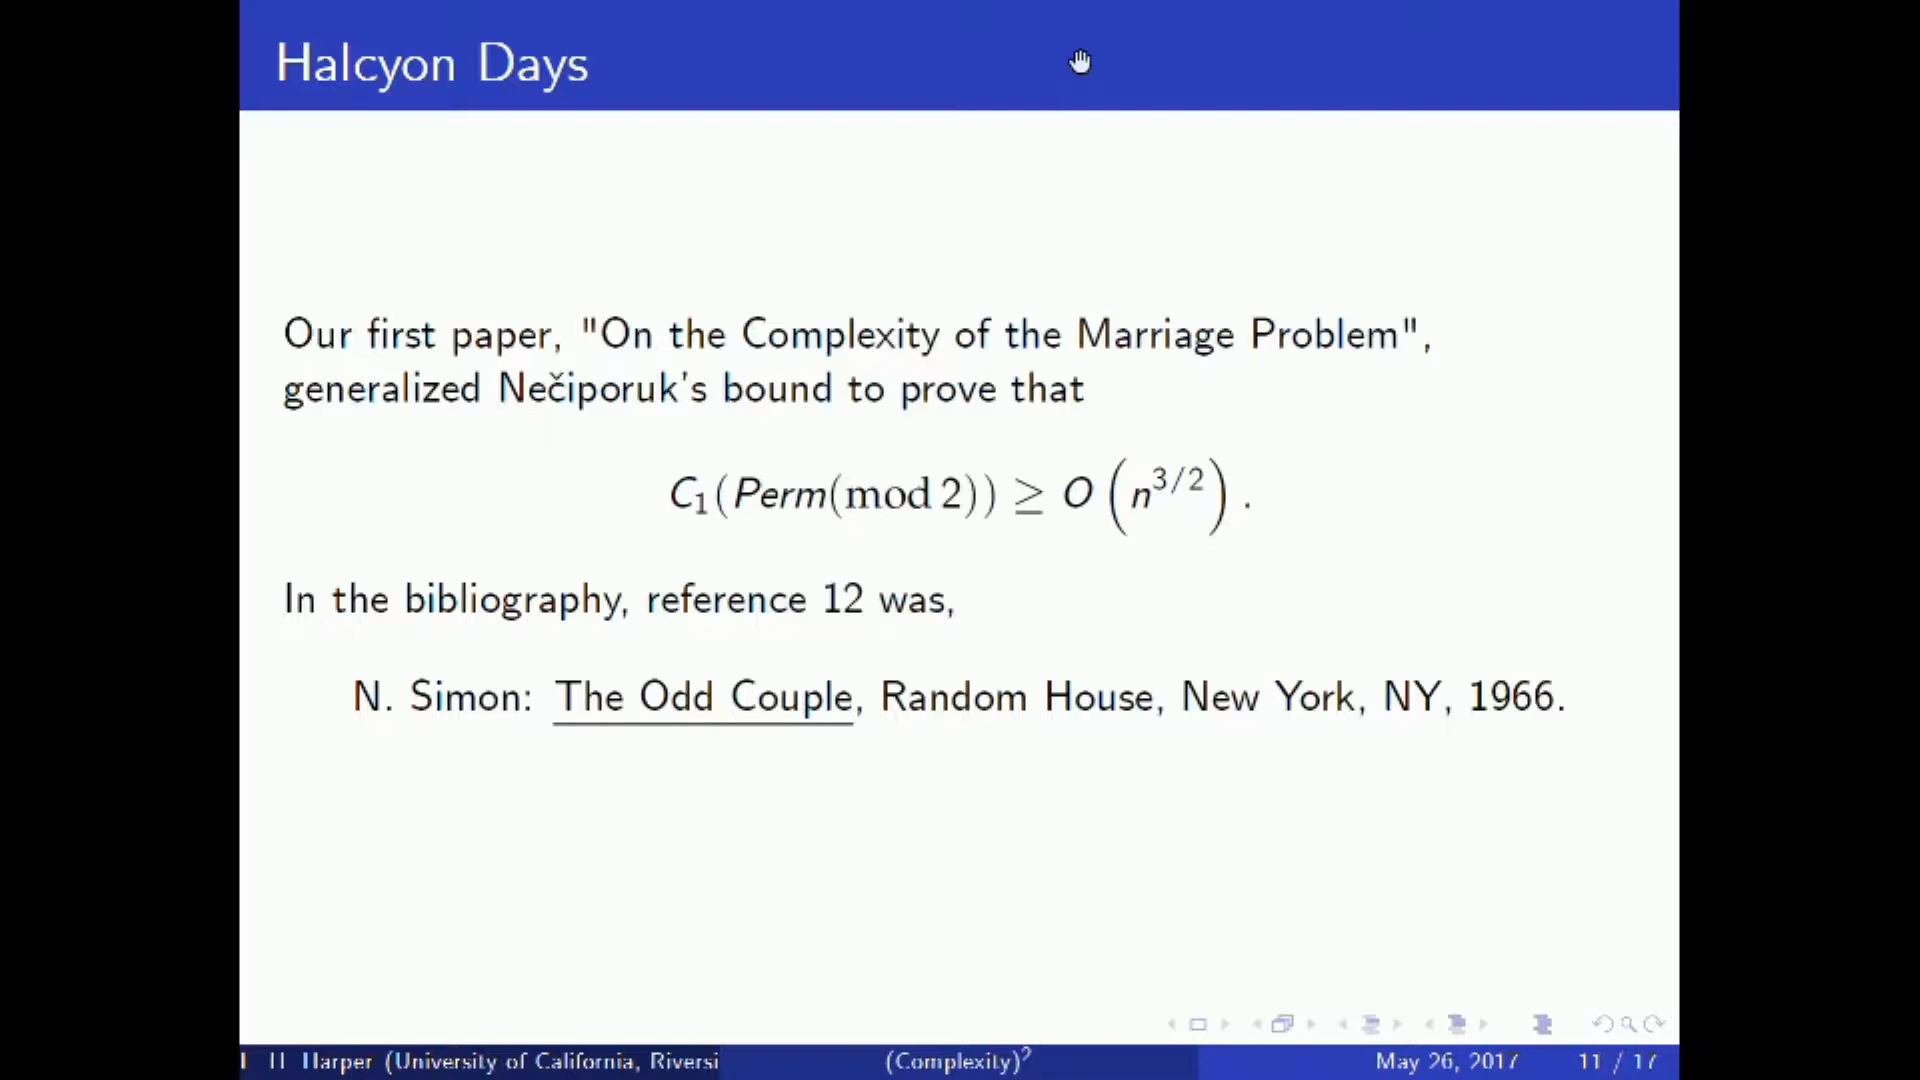 Halcyon Days
Our first paper, "On the Complexity of the Marriage Problem",
generalized Nečiporuk's bound to prove that
C₁(Perm(mod 2)) ≥ O(n^{3/2}).
In the bibliography, reference 12 was,
N. Simon: The Odd Couple, Random House, New York, NY, 1966.
Harper (University of California, Riversi
(Complexity)²
May 26, 2017
11 / 17